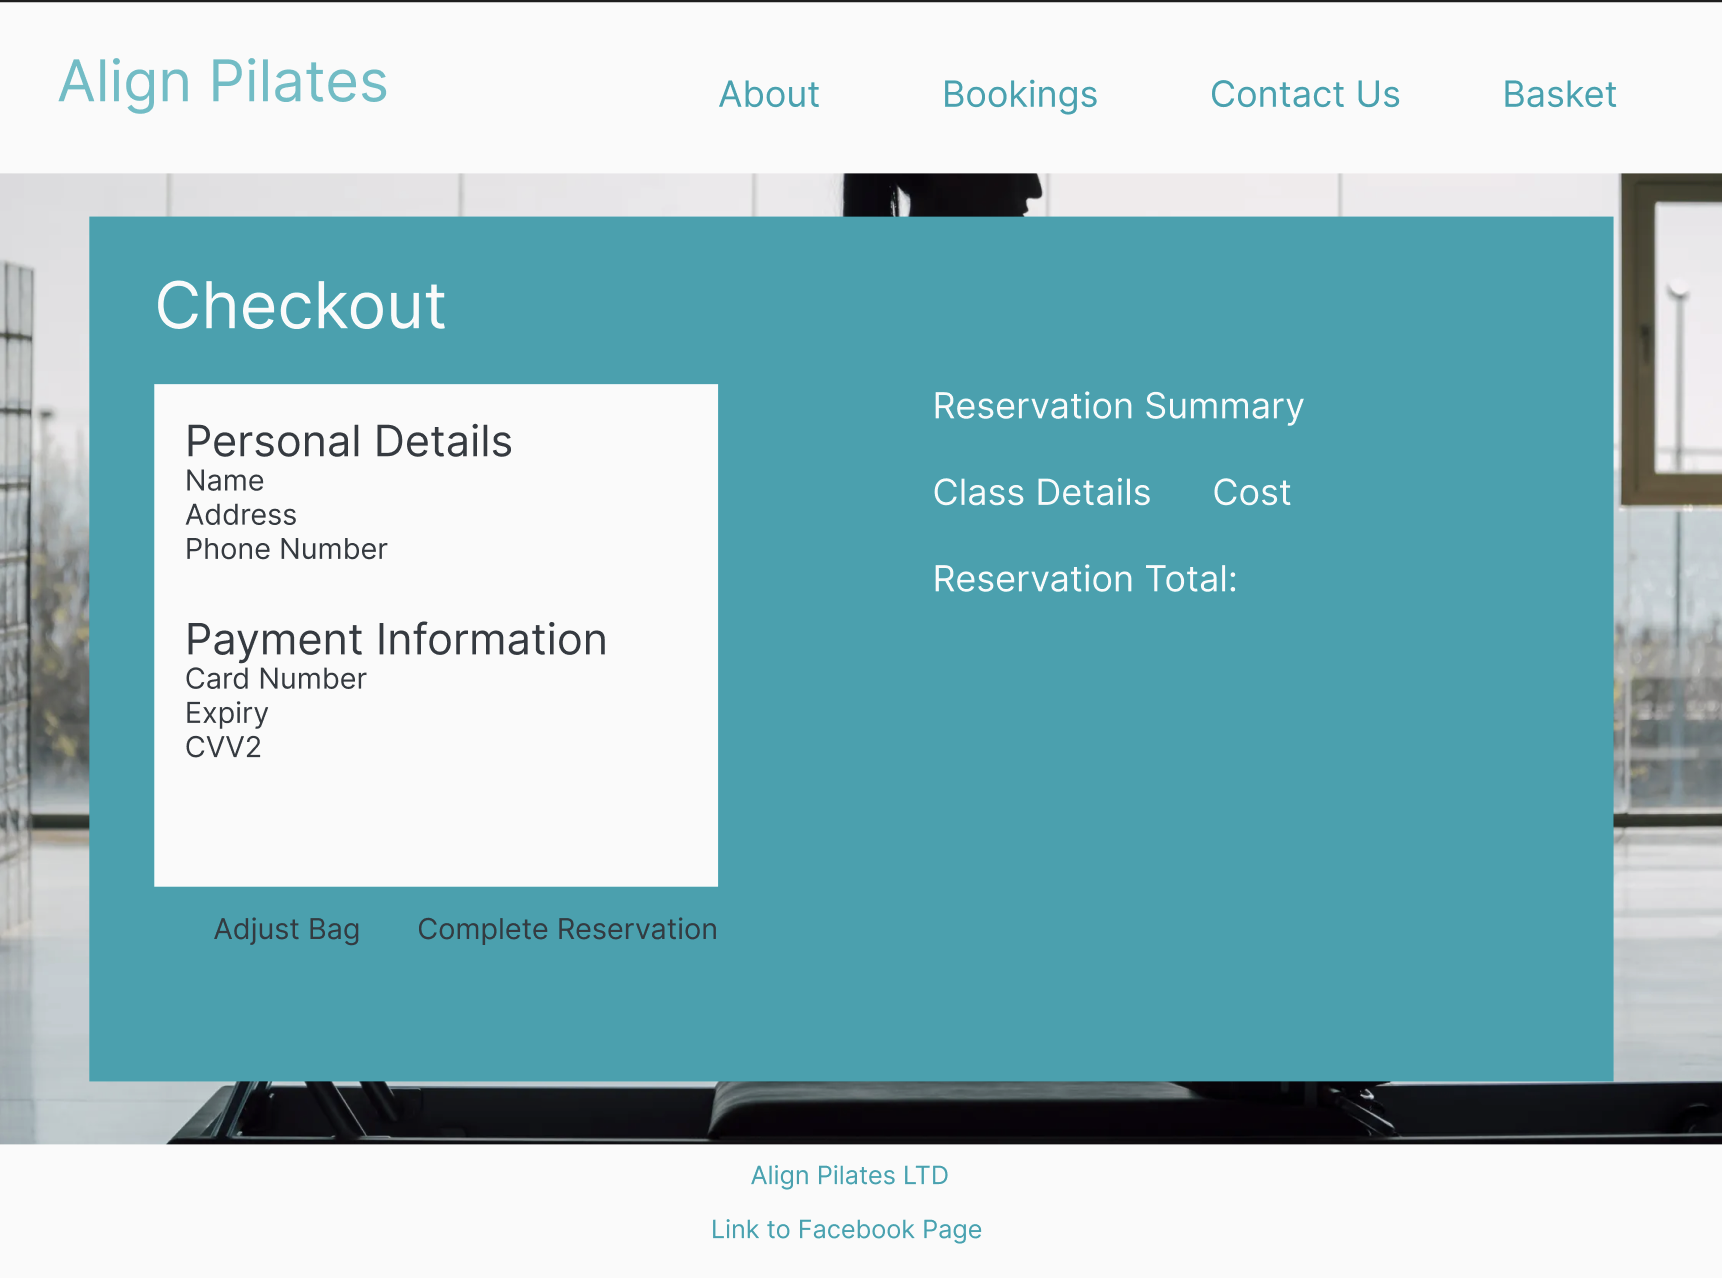 Align Pilates
About
Bookings
Contact Us
Basket
Checkout
Personal Details
Name
Address
Phone Number
Payment Information
Card Number
Expiry
CVV2
Adjust Bag
Complete Reservation
Reservation Summary
Class Details Cost
Reservation Total:
Align Pilates LTD
Link to Facebook Page